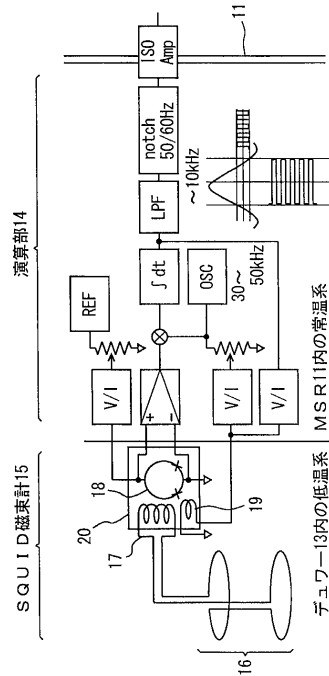 SQUID磁束計15
演算部14
11
REF
V/I
+
-
∫dt
LPF
notch
50/60Hz
ISO
Amp
～10kHz
OSC
30～
50kHz
V/I
V/I
18
20
17
19
16
デュワー13内の低温系
MSR11内の常温系